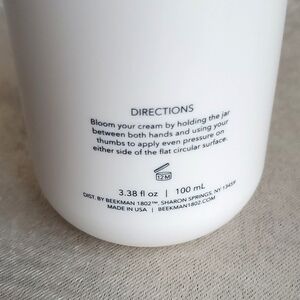 DIRECTIONS
Bloom your cream by holding the jar
between both hands and using your
thumbs to apply even pressure on
either side of the flat circular surface.
12M
3.38 fl oz | 100 mL
DIST. BY BEEKMAN 1802™, SHARON SPRINGS, NY 13459
MADE IN USA | BEEKMAN1802.COM